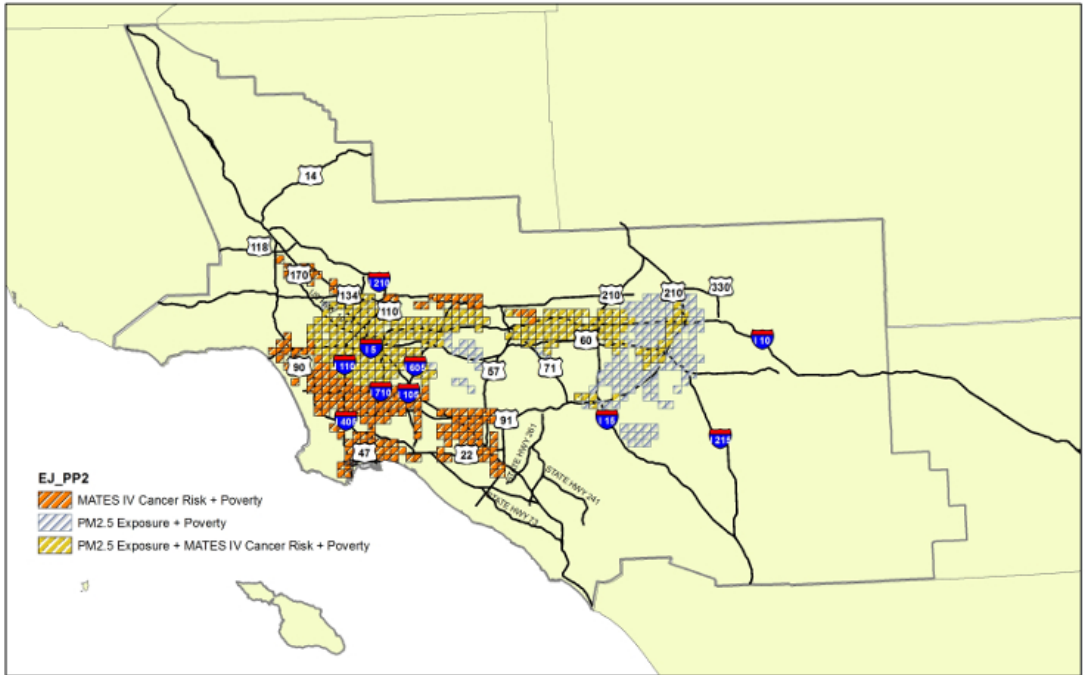 14
118
170
I 210
134
110
210
210
330
I 5
60
I 10
90
I 110
605
57
71
I 710
I 105
I 405
91
I 15
I 215
47
22
STATE HWY 261
STATE HWY 241
STATE HWY 73
EJ_PP2
MATES IV Cancer Risk + Poverty
PM2.5 Exposure + Poverty
PM2.5 Exposure + MATES IV Cancer Risk + Poverty